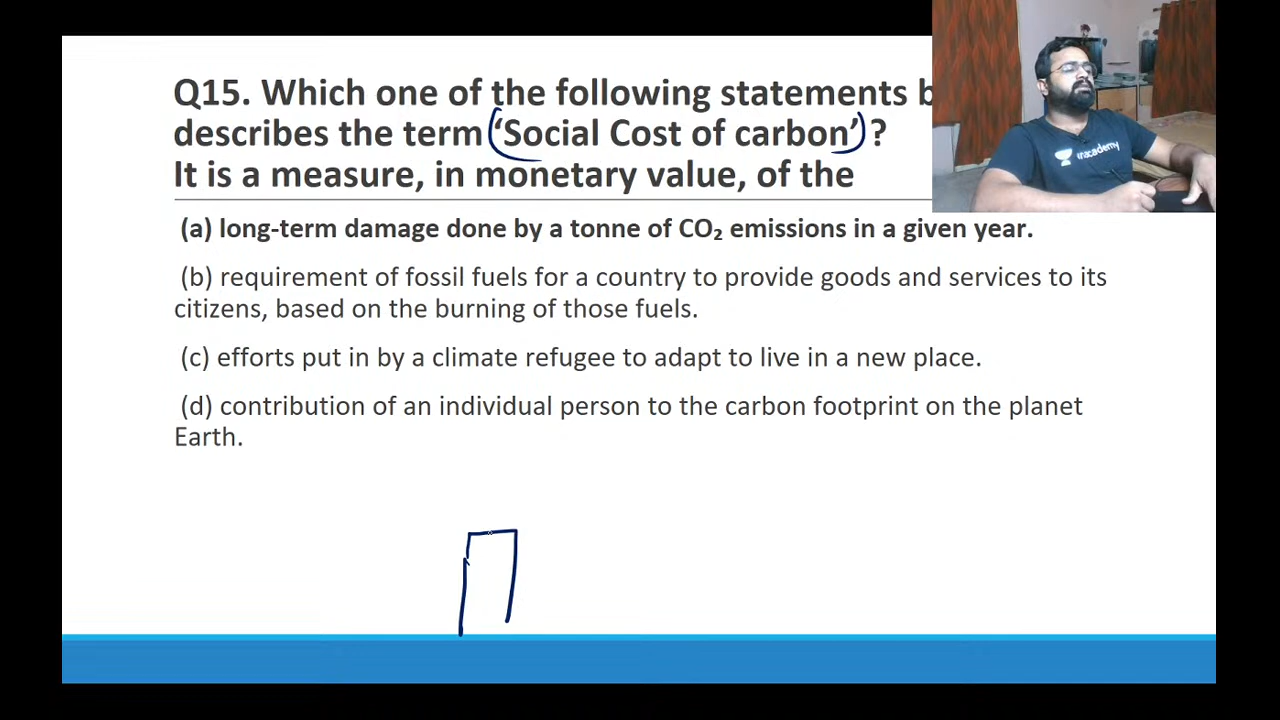 Q15. Which one of the following statements b
describes the term ‘Social Cost of carbon’ ?
It is a measure, in monetary value, of the
(a) long-term damage done by a tonne of CO₂ emissions in a given year.
(b) requirement of fossil fuels for a country to provide goods and services to its
citizens, based on the burning of those fuels.
(c) efforts put in by a climate refugee to adapt to live in a new place.
(d) contribution of an individual person to the carbon footprint on the planet
Earth.